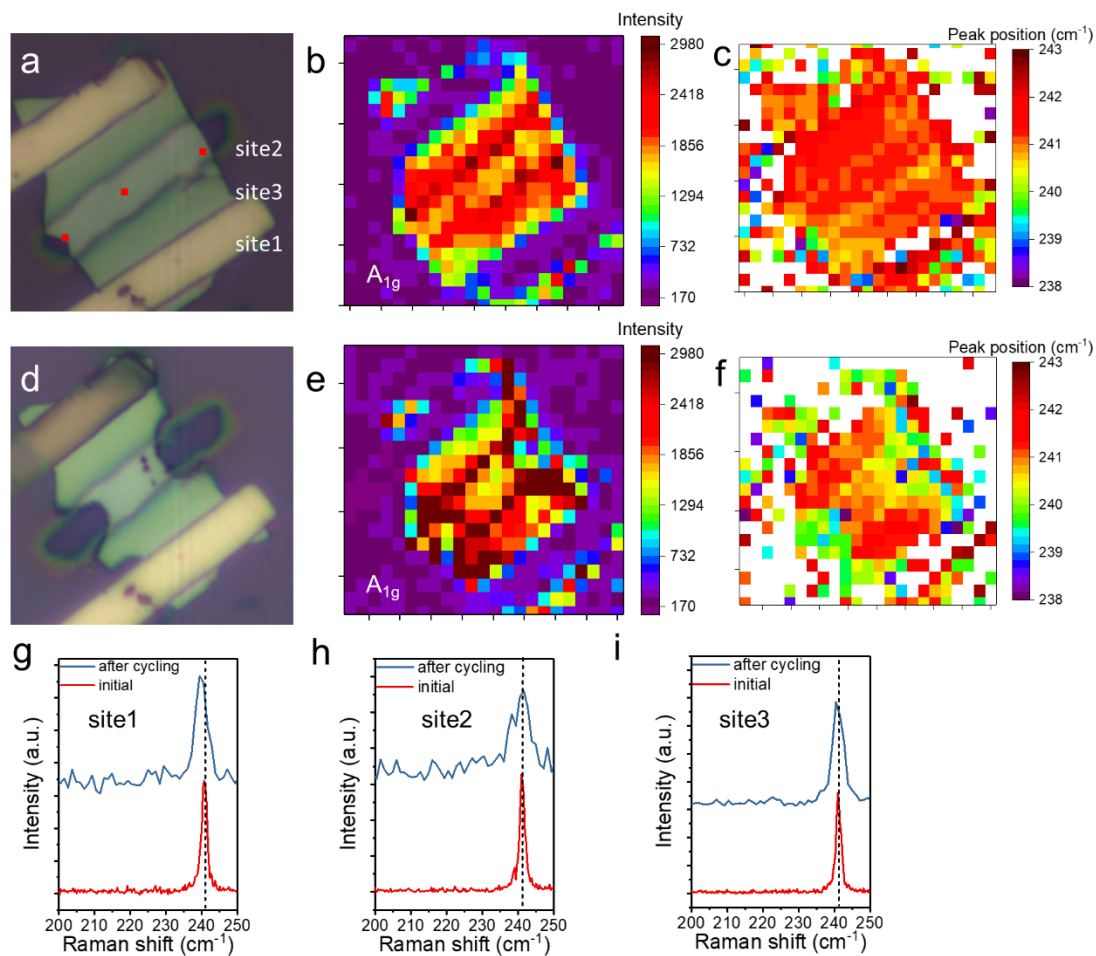 a
site2
site3
site1
b
A1g
Intensity
2980
2418
1856
1294
732
170
c
Peak position (cm-1)
243
242
241
240
239
238
d
e
A1g
Intensity
2980
2418
1856
1294
732
170
f
Peak position (cm-1)
243
242
241
240
239
238
g
after cycling
initial
site1
Intensity (a.u.)
200 210 220 230 240 250
Raman shift (cm-1)
h
after cycling
initial
site2
Intensity (a.u.)
200 210 220 230 240 250
Raman shift (cm-1)
i
after cycling
initial
site3
Intensity (a.u.)
200 210 220 230 240 250
Raman shift (cm-1)